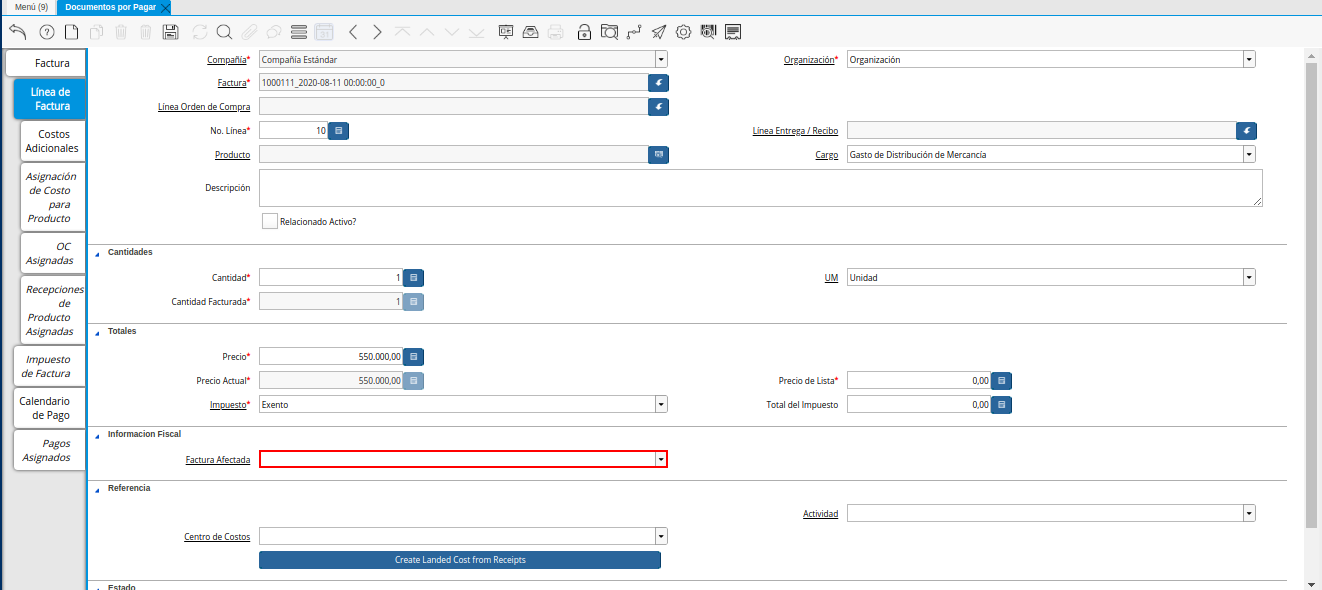 Menú (9)
Documentos por Pagar
Factura
Línea de
Factura
Costos
Adicionales
Asignación
de Costo
para
Producto
OC
Asignadas
Recepciones
de
Producto
Asignadas
Impuesto
de Factura
Calendario
de Pago
Pagos
Asignados
Compañía* Compañía Estándar
Organización* Organización
Factura* 1000111_2020-08-11 00:00:00_0
Línea Orden de Compra
No. Línea* 10
Línea Entrega / Recibo
Producto
Cargo Gasto de Distribución de Mercancía
Descripción
Relacionado Activo?
Cantidades
Cantidad* 1
UM Unidad
Cantidad Facturada* 1
Totales
Precio* 550.000,00
Precio Actual* 550.000,00
Precio de Lista* 0,00
Impuesto* Exento
Total del Impuesto 0,00
Informacion Fiscal
Factura Afectada
Referencia
Actividad
Centro de Costos
Create Landed Cost from Receipts
Estado